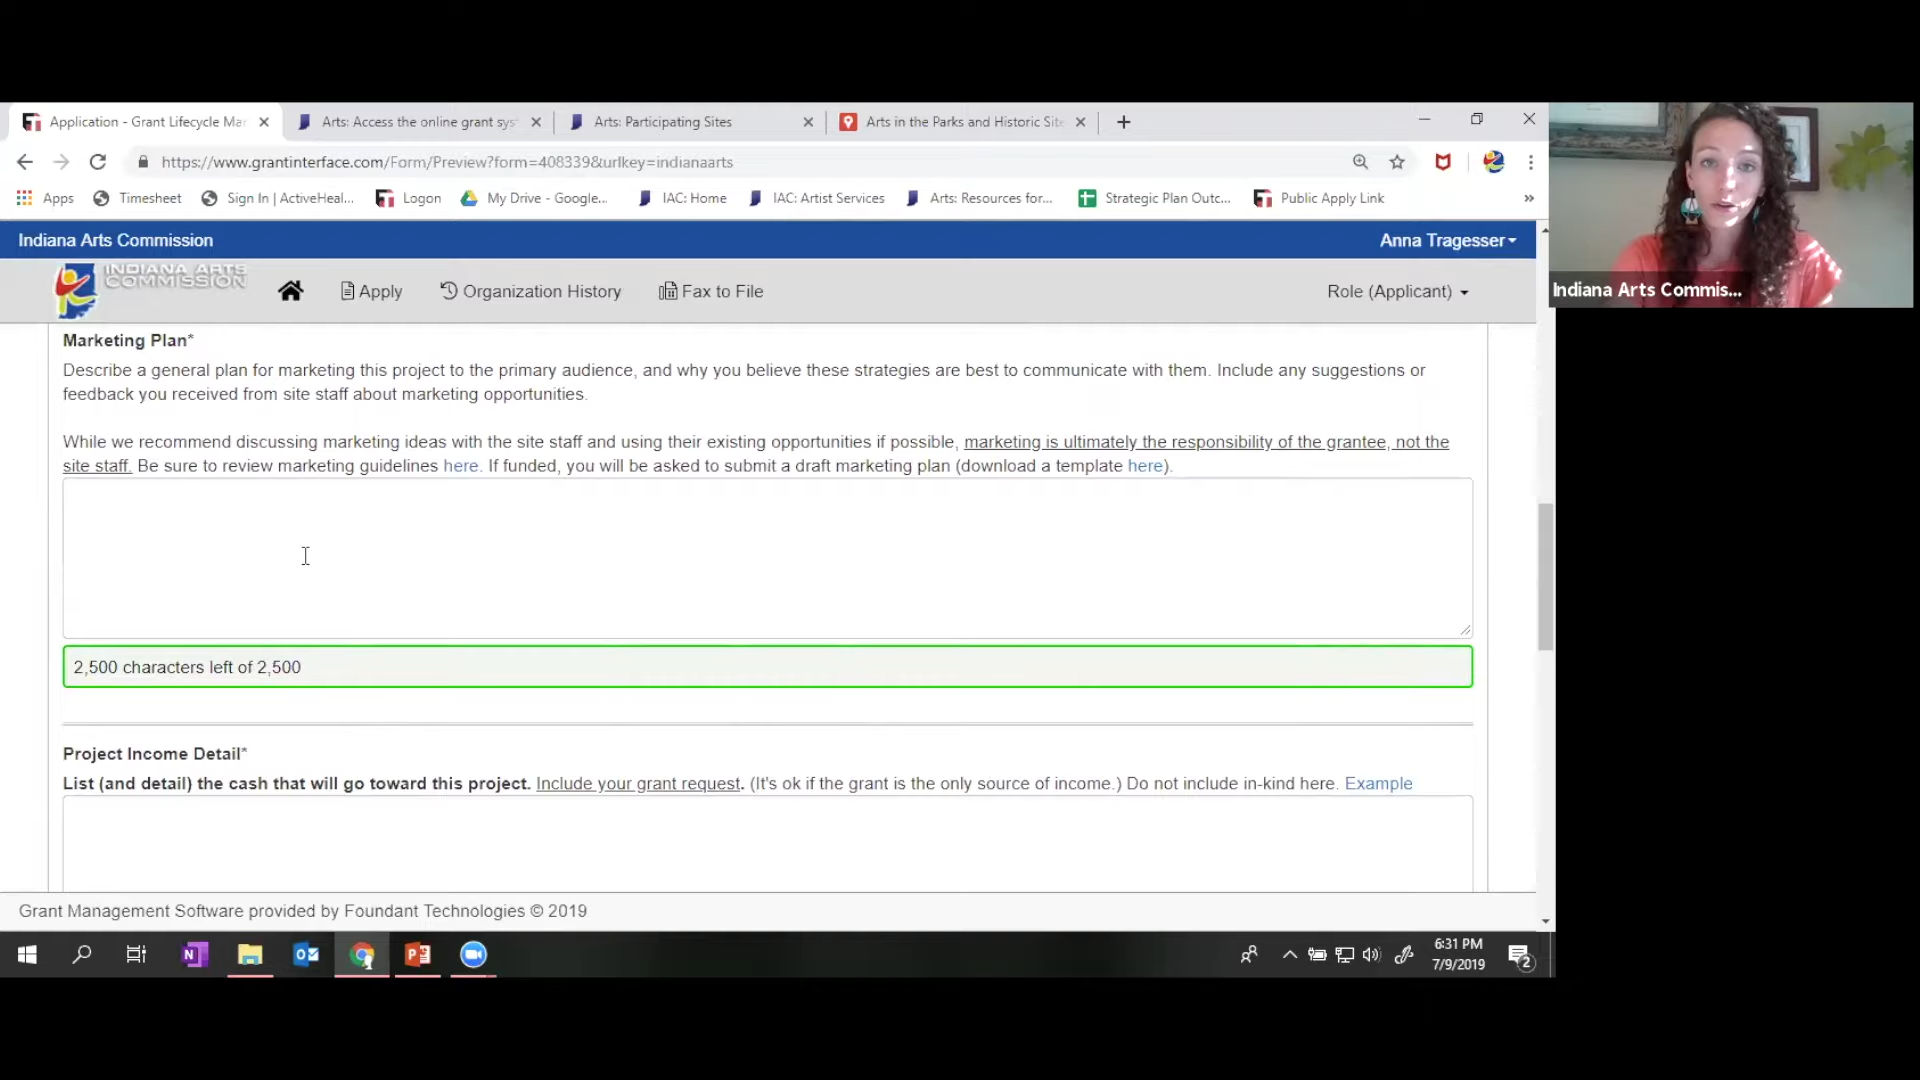 Application - Grant Lifecycle Mar
Arts: Access the online grant sys
Arts: Participating Sites
Arts in the Parks and Historic Site
https://www.grantinterface.com/Form/Preview?form=408339&urlkey=indianaarts
Apps
Timesheet
Sign In | ActiveHeal...
Logon
My Drive - Google...
IAC: Home
IAC: Artist Services
Arts: Resources for...
Strategic Plan Outc...
Public Apply Link
»
Indiana Arts Commission
Anna Tragesser
INDIANA ARTS
COMMISSION
Apply
Organization History
Fax to File
Role (Applicant)
Indiana Arts Commis...
Marketing Plan*
Describe a general plan for marketing this project to the primary audience, and why you believe these strategies are best to communicate with them. Include any suggestions or
feedback you received from site staff about marketing opportunities.
While we recommend discussing marketing ideas with the site staff and using their existing opportunities if possible, marketing is ultimately the responsibility of the grantee, not the
site staff. Be sure to review marketing guidelines here. If funded, you will be asked to submit a draft marketing plan (download a template here).
2,500 characters left of 2,500
Project Income Detail*
List (and detail) the cash that will go toward this project. Include your grant request. (It's ok if the grant is the only source of income.) Do not include in-kind here. Example
Grant Management Software provided by Foundant Technologies © 2019
6:31 PM
7/9/2019
2